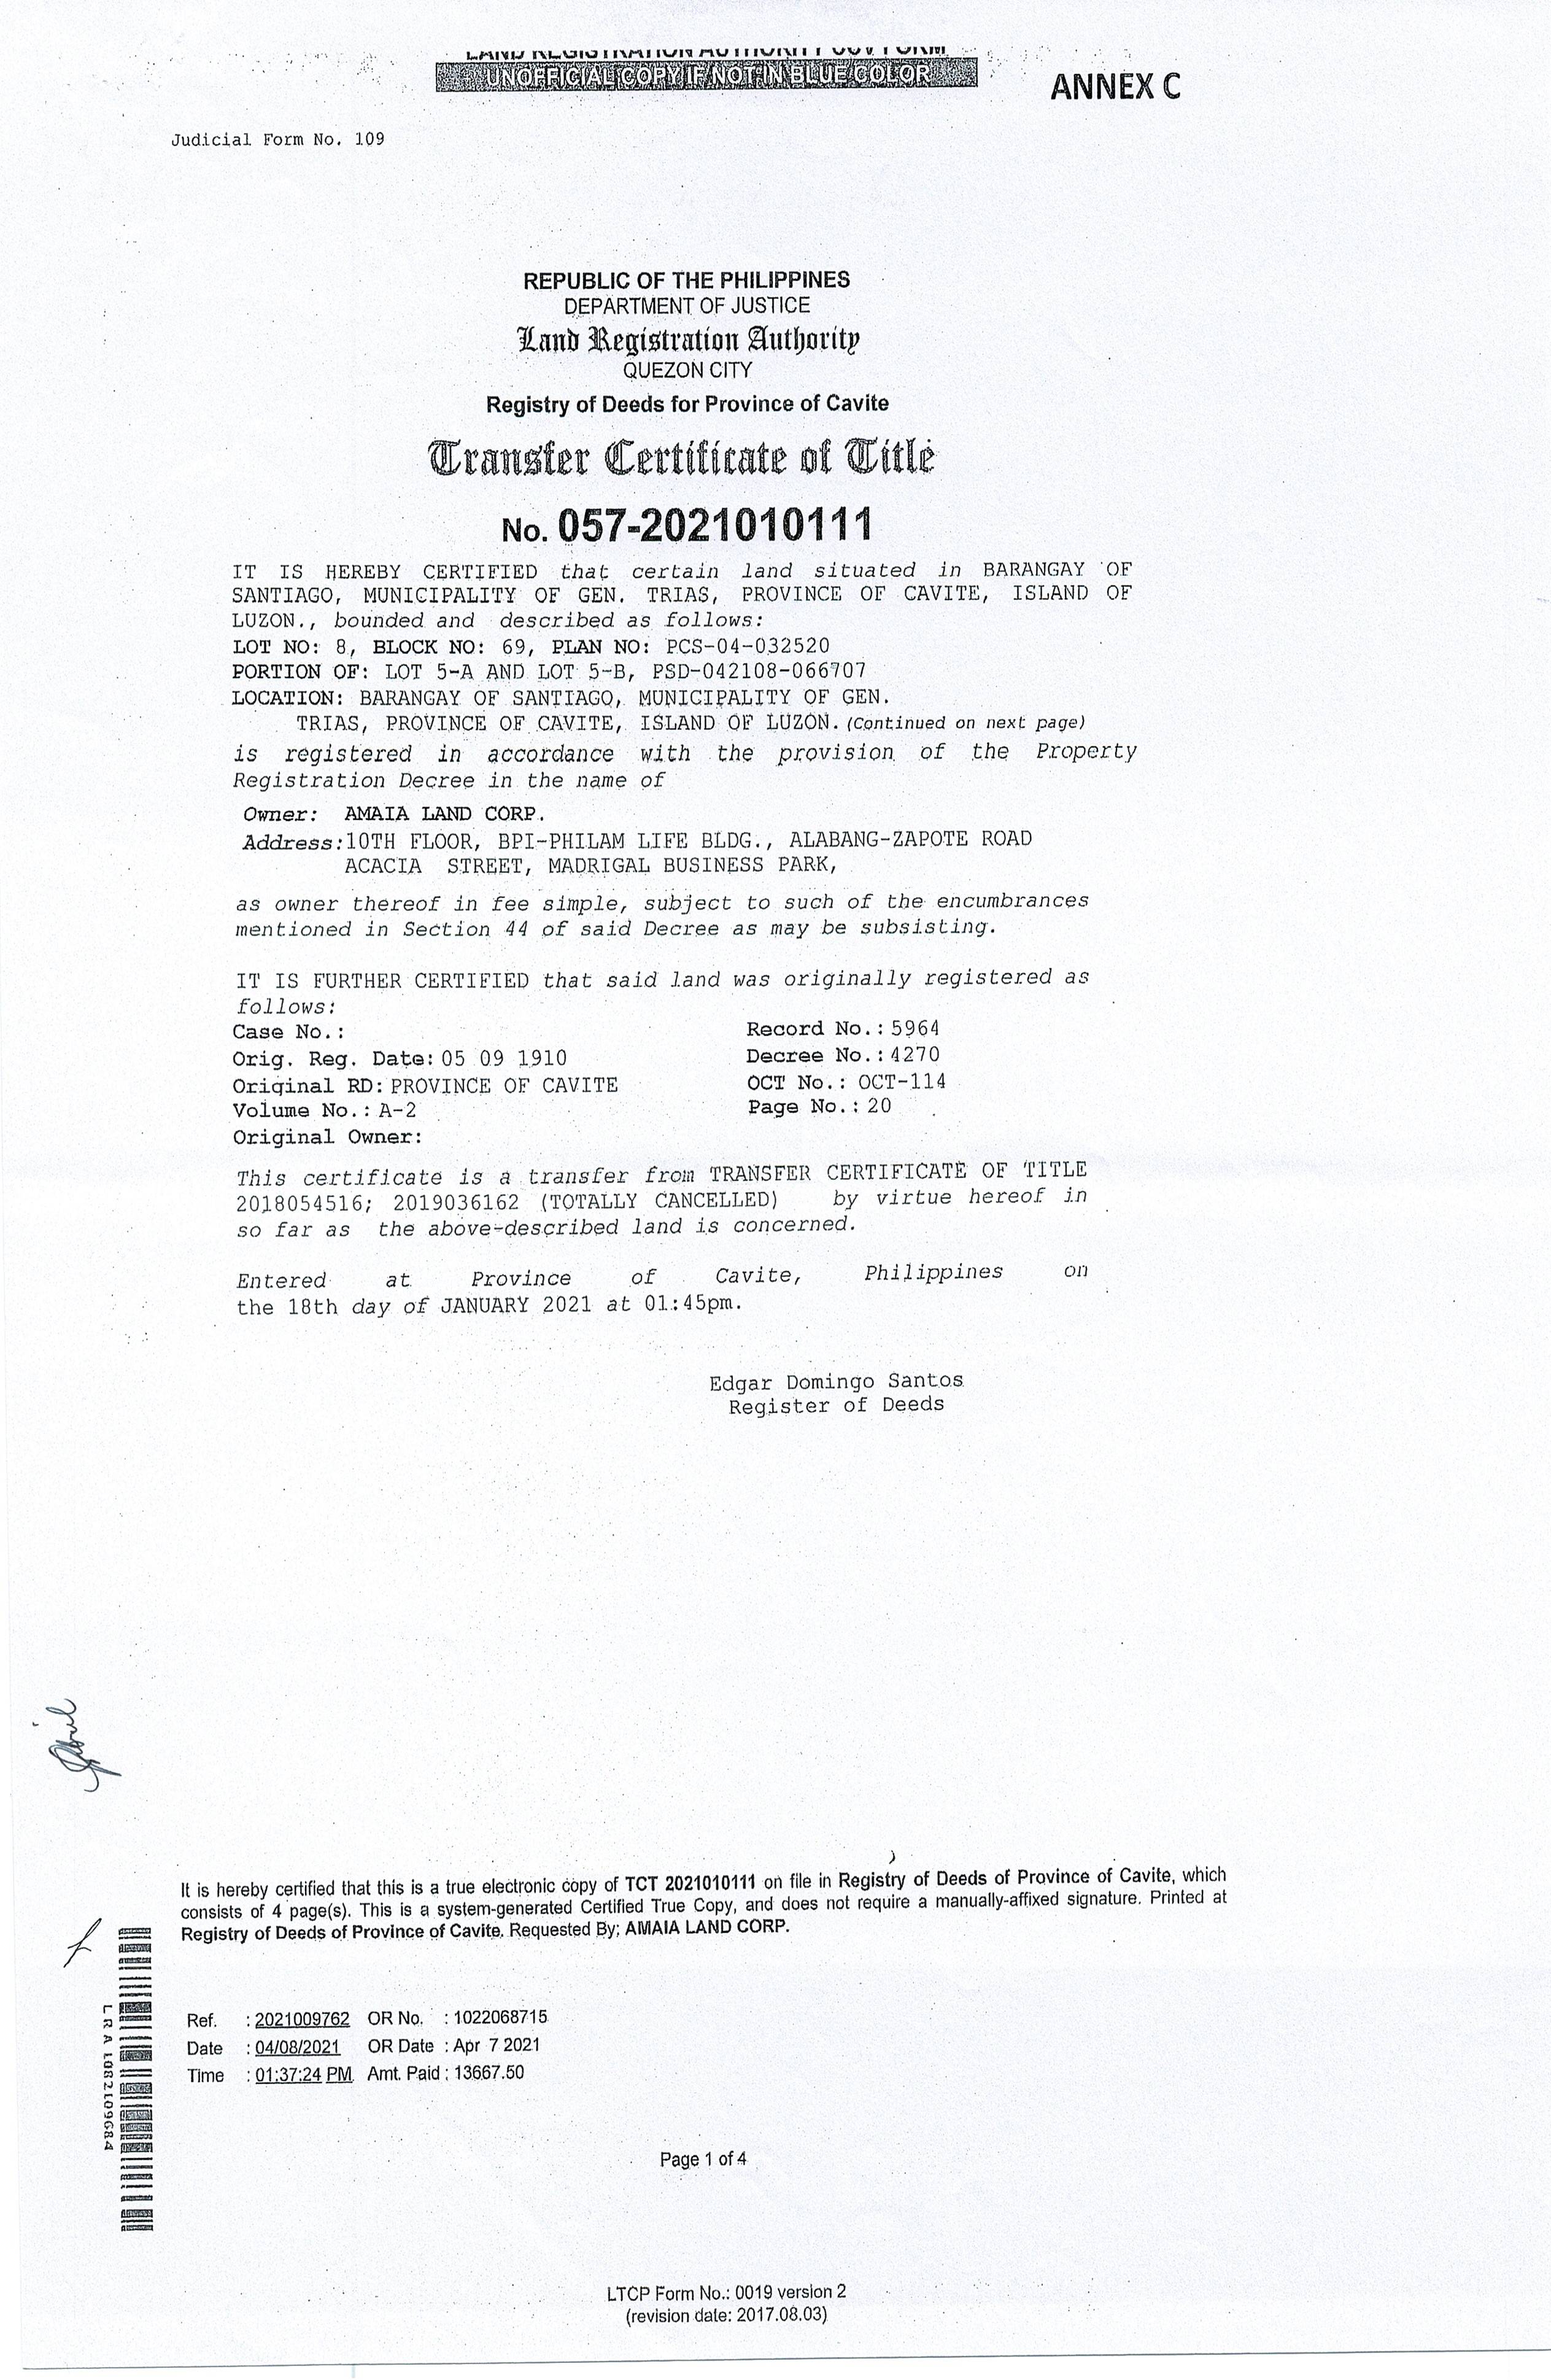 LAND REGISTRATION AUTHORITY GOV. FORM
UNOFFICIAL COPY IF NOT IN BLUE COLOR
ANNEX C
Judicial Form No. 109
REPUBLIC OF THE PHILIPPINES
DEPARTMENT OF JUSTICE
Land Registration Authority
QUEZON CITY
Registry of Deeds for Province of Cavite
Transfer Certificate of Title
No. 057-2021010111
IT IS HEREBY CERTIFIED that certain land situated in BARANGAY OF
SANTIAGO, MUNICIPALITY OF GEN. TRIAS, PROVINCE OF CAVITE, ISLAND OF
LUZON., bounded and described as follows:
LOT NO: 8, BLOCK NO: 69, PLAN NO: PCS-04-032520
PORTION OF: LOT 5-A AND LOT 5-B, PSD-042108-066707
LOCATION: BARANGAY OF SANTIAGO, MUNICIPALITY OF GEN.
TRIAS, PROVINCE OF CAVITE, ISLAND OF LUZON. (Continued on next page)
is registered in accordance with the provision of the Property
Registration Decree in the name of
Owner: AMAIA LAND CORP.
Address: 10TH FLOOR, BPI-PHILAM LIFE BLDG., ALABANG-ZAPOTE ROAD
ACACIA STREET, MADRIGAL BUSINESS PARK,
as owner thereof in fee simple, subject to such of the encumbrances
mentioned in Section 44 of said Decree as may be subsisting.
IT IS FURTHER CERTIFIED that said land was originally registered as
follows:
Case No.: Record No.: 5964
Orig. Reg. Date: 05 09 1910 Decree No.: 4270
Original RD: PROVINCE OF CAVITE OCT No.: OCT-114
Volume No.: A-2 Page No.: 20
Original Owner:
This certificate is a transfer from TRANSFER CERTIFICATE OF TITLE
2018054516; 2019036162 (TOTALLY CANCELLED) by virtue hereof in
so far as the above-described land is concerned.
Entered at Province of Cavite, Philippines on
the 18th day of JANUARY 2021 at 01:45pm.
Edgar Domingo Santos
Register of Deeds
It is hereby certified that this is a true electronic copy of TCT 2021010111 on file in Registry of Deeds of Province of Cavite, which
consists of 4 page(s). This is a system-generated Certified True Copy, and does not require a manually-affixed signature. Printed at
Registry of Deeds of Province of Cavite. Requested By: AMAIA LAND CORP.
Ref. : 2021009762 OR No. : 1022068715
Date : 04/08/2021 OR Date : Apr 7 2021
Time : 01:37:24 PM Amt. Paid : 13667.50
Page 1 of 4
LTCP Form No.: 0019 version 2
(revision date: 2017.08.03)